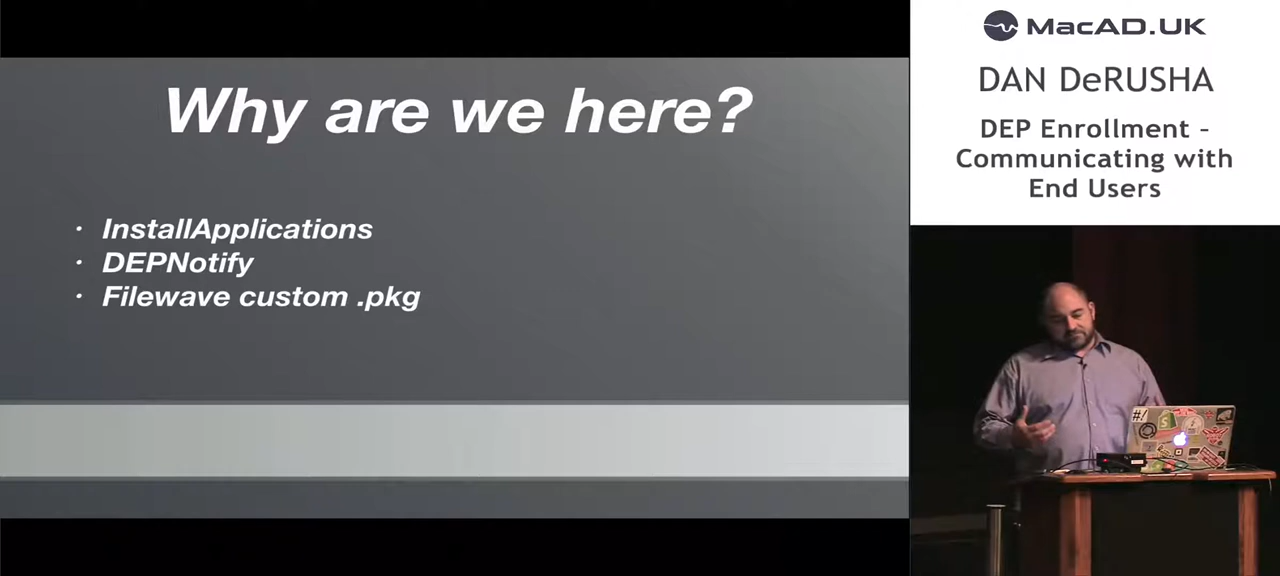 Why are we here?
· InstallApplications
· DEPNotify
· Filewave custom .pkg
MacAD.UK
DAN DeRUSHA
DEP Enrollment –
Communicating with
End Users
#!